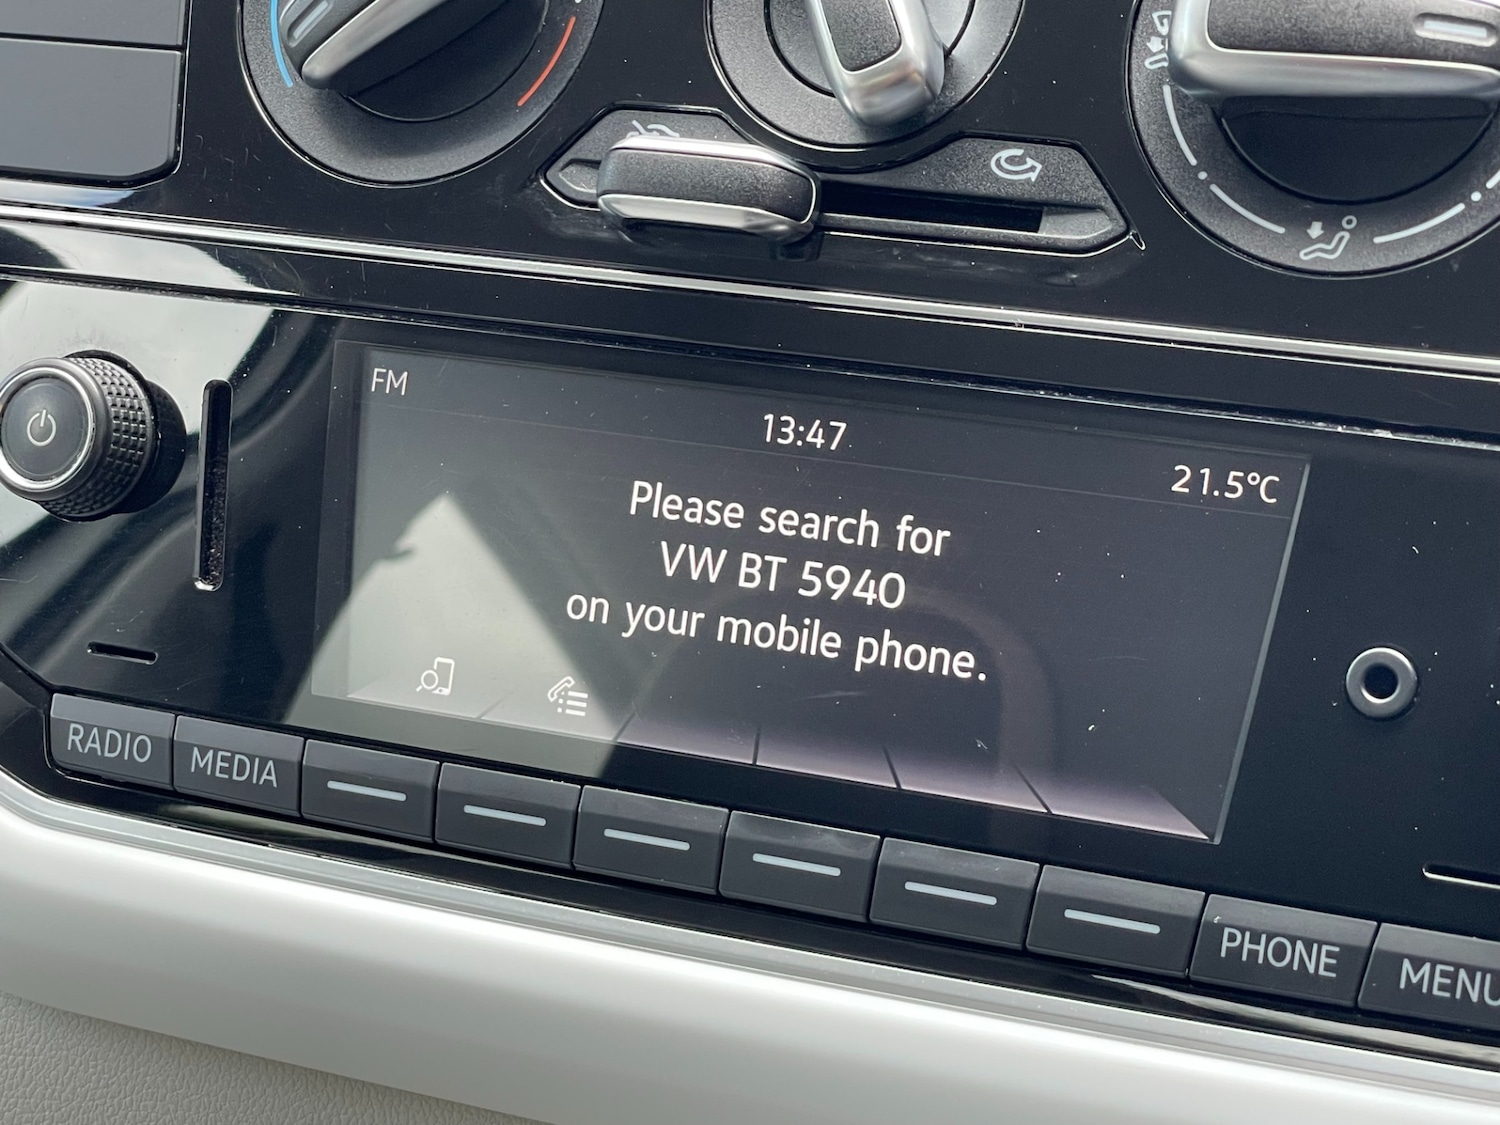 FM
13:47
21.5°C
Please search for
VW BT 5940
on your mobile phone.
RADIO
MEDIA
PHONE
MENU